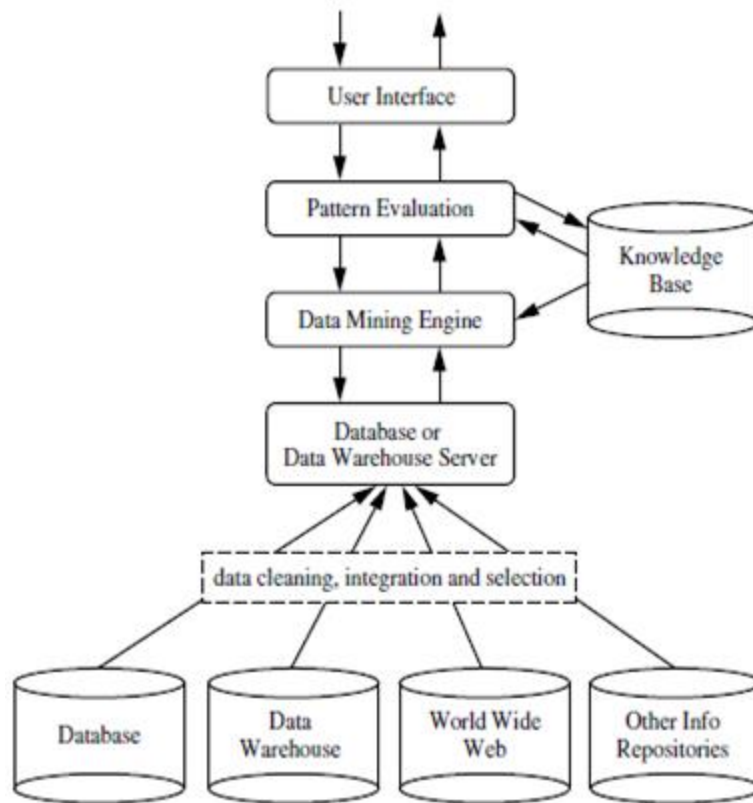 User Interface
Pattern Evaluation
Knowledge
Base
Data Mining Engine
Database or
Data Warehouse Server
data cleaning, integration and selection
Database
Data
Warehouse
World Wide
Web
Other Info
Repositories